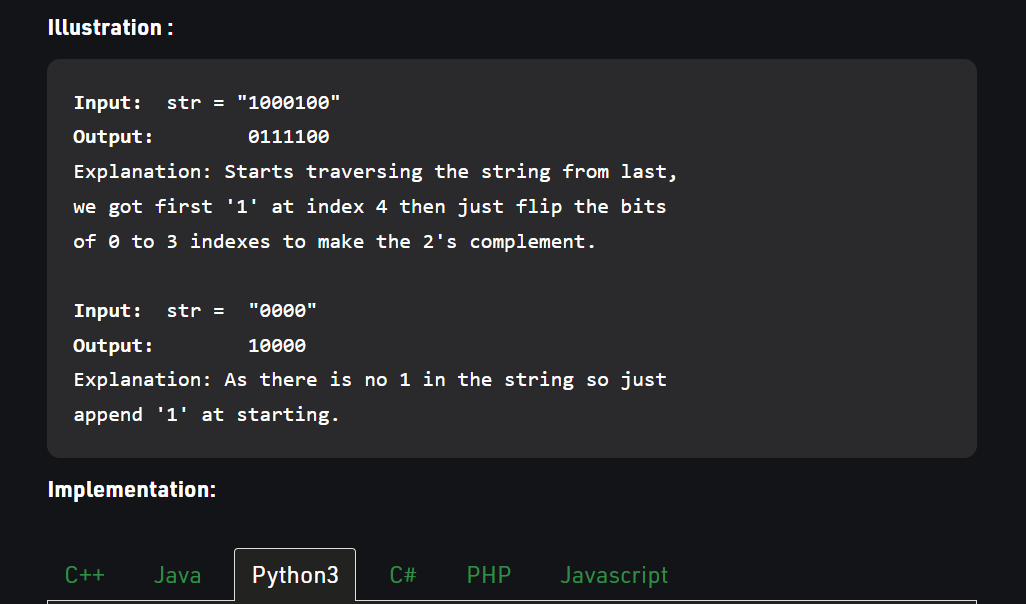 Illustration :
Input:  str = "1000100"
Output:        0111100
Explanation: Starts traversing the string from last,
we got first '1' at index 4 then just flip the bits
of 0 to 3 indexes to make the 2's complement.
Input:  str =  "0000"
Output:        10000
Explanation: As there is no 1 in the string so just
append '1' at starting.
Implementation:
C++ Java Python3 C# PHP Javascript